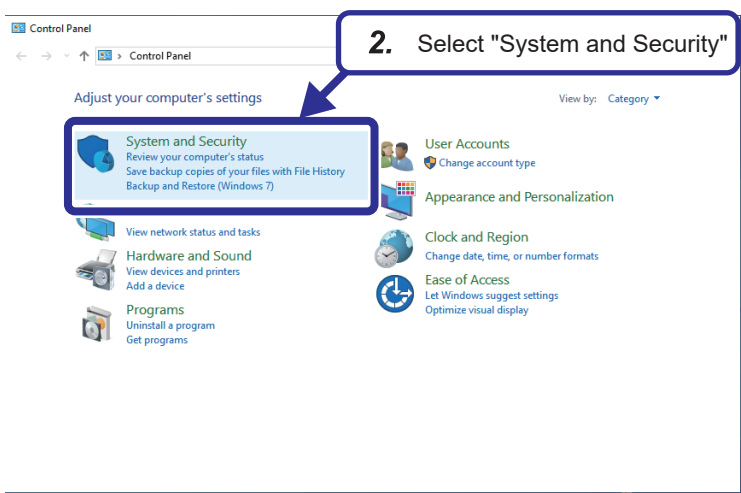 Control Panel
2. Select "System and Security"
Control Panel
Adjust your computer's settings
View by: Category
System and Security
Review your computer's status
Save backup copies of your files with File History
Backup and Restore (Windows 7)
View network status and tasks
Hardware and Sound
View devices and printers
Add a device
Programs
Uninstall a program
Get programs
User Accounts
Change account type
Appearance and Personalization
Clock and Region
Change date, time, or number formats
Ease of Access
Let Windows suggest settings
Optimize visual display